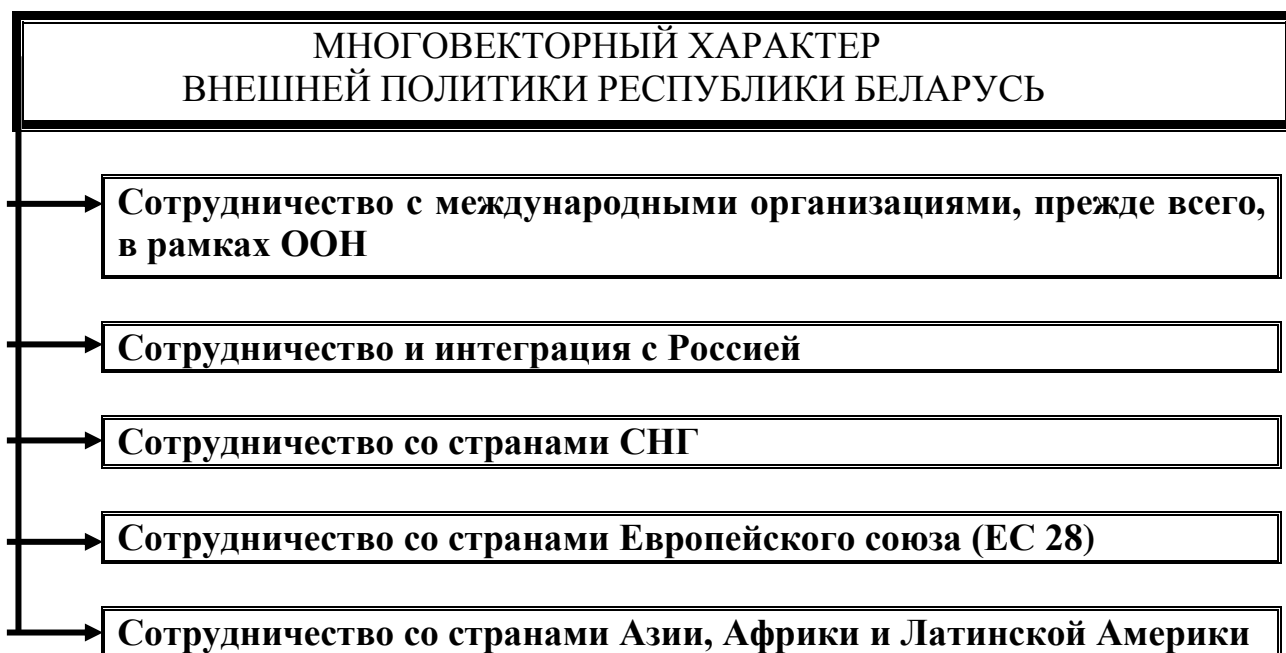 МНОГОВЕКТОРНЫЙ ХАРАКТЕР
ВНЕШНЕЙ ПОЛИТИКИ РЕСПУБЛИКИ БЕЛАРУСЬ
Сотрудничество с международными организациями, прежде всего,
в рамках ООН
Сотрудничество и интеграция с Россией
Сотрудничество со странами СНГ
Сотрудничество со странами Европейского союза (ЕС 28)
Сотрудничество со странами Азии, Африки и Латинской Америки